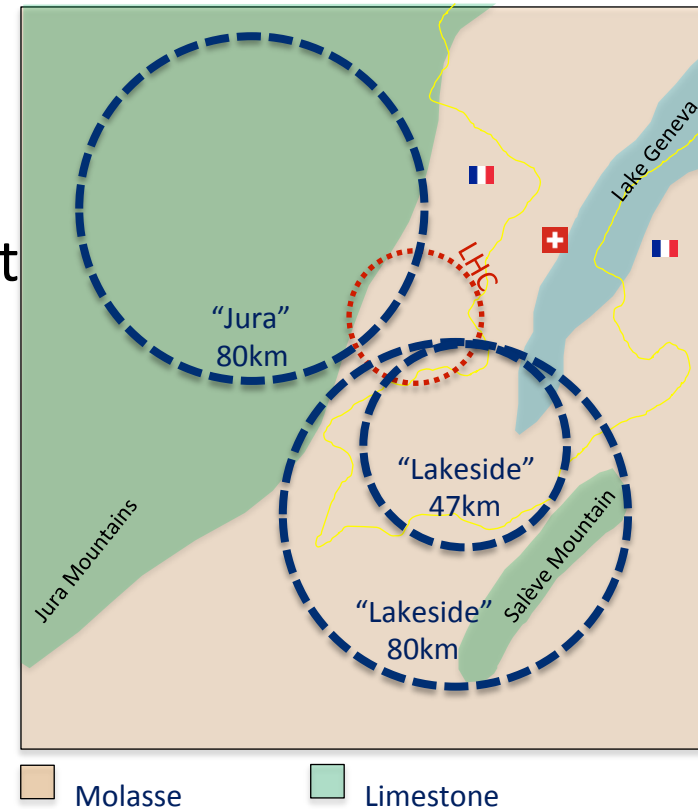 t
Lake Geneva
LHC
“Jura”
80km
“Lakeside”
47km
Salève Mountain
Jura Mountains
“Lakeside”
80km
Molasse
Limestone